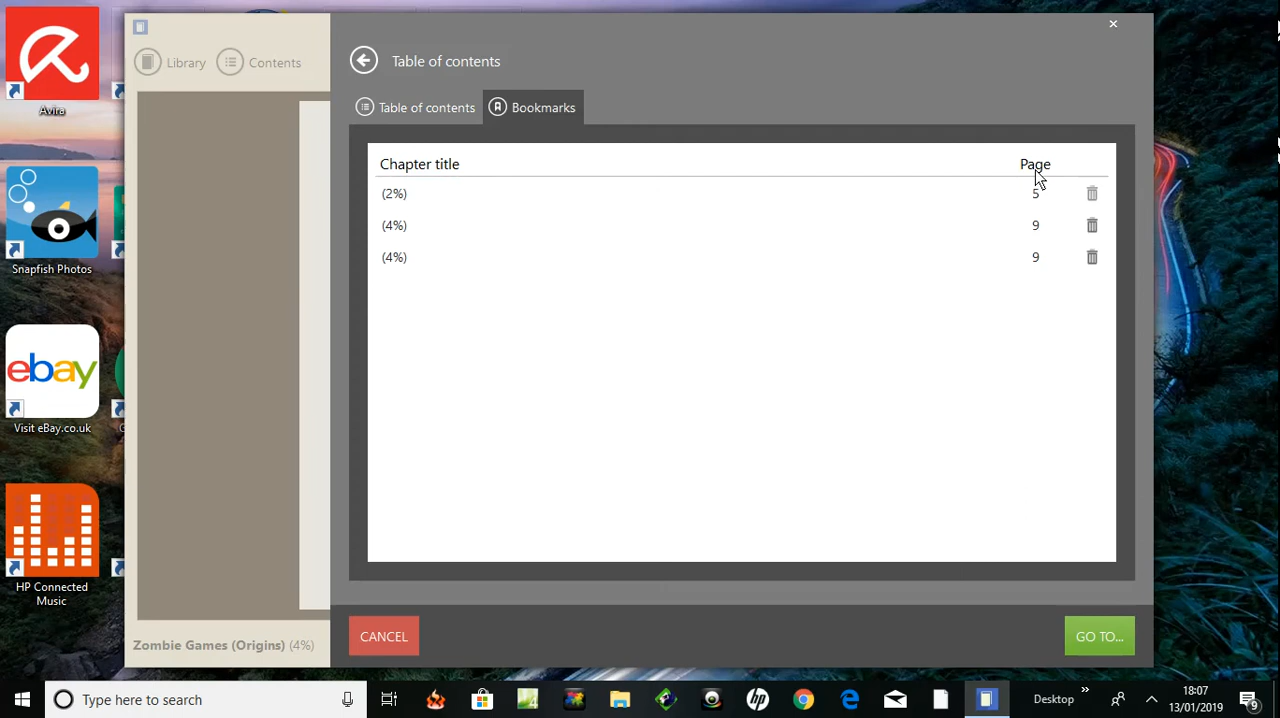 Library
Contents
Table of contents
Table of contents
Bookmarks
Chapter title Page
(2%) 5
(4%) 9
(4%) 9
CANCEL
GO TO...
Zombie Games (Origins) (4%)
Avira
Snapfish Photos
ebay
Visit eBay.co.uk
HP Connected
Music
Type here to search
hp
Desktop
18:07
13/01/2019
9